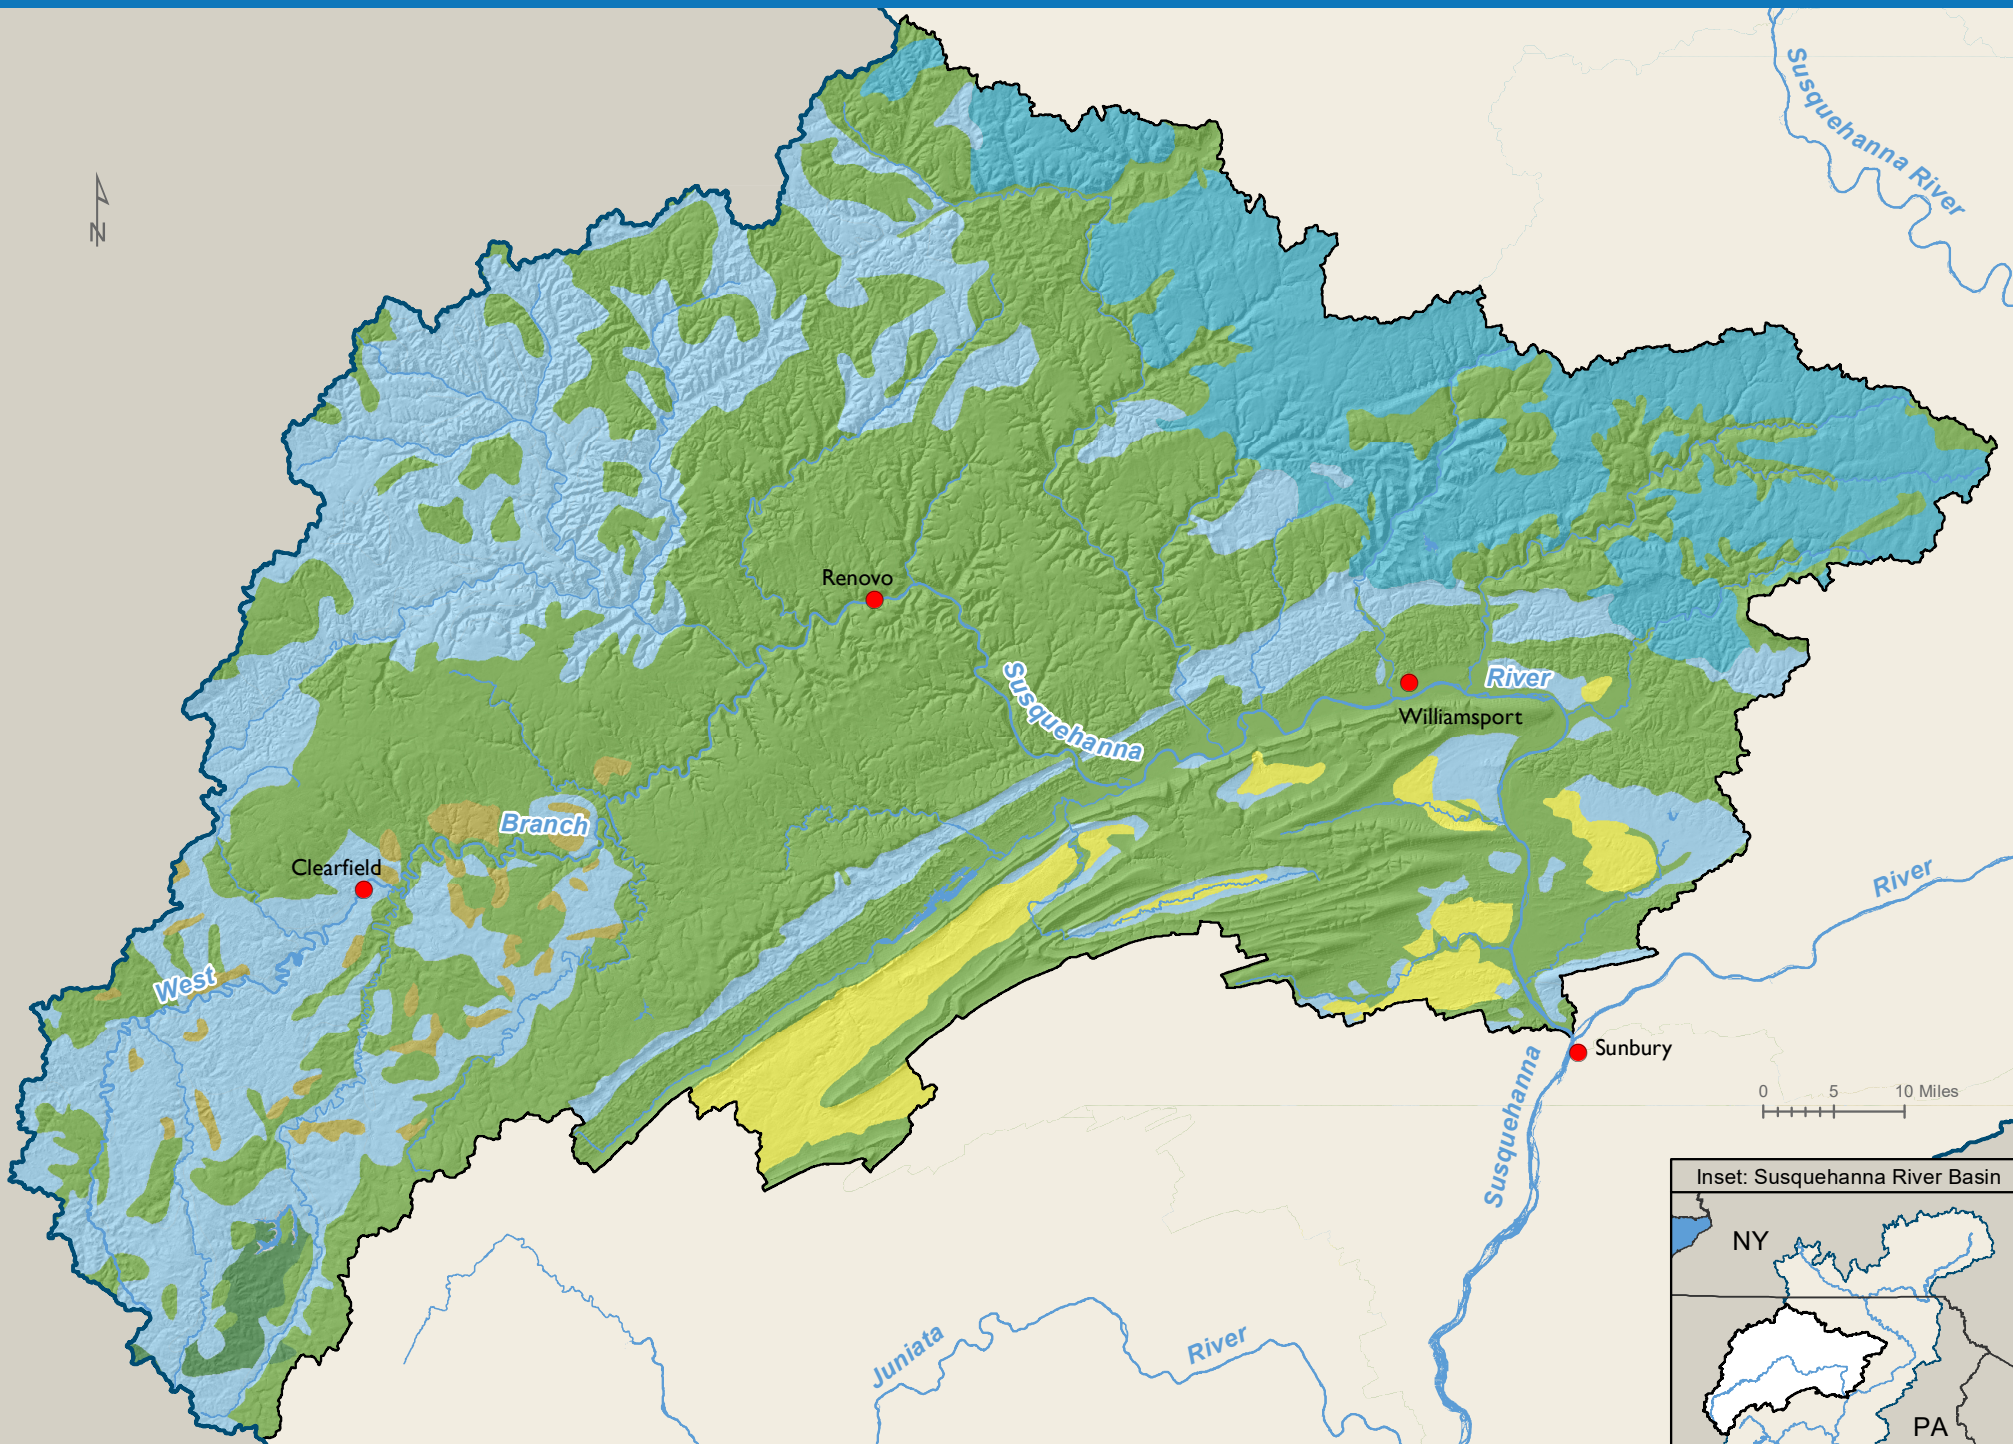 Susquehanna River
N
Renovo
Susquehanna
River
Williamsport
Branch
Clearfield
River
West
Sunbury
Susquehanna
0 5 10 Miles
Inset: Susquehanna River Basin
NY
Juniata
River
PA